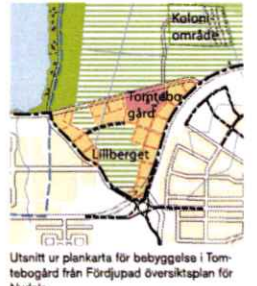 Koloni-
område
Tomtebo-
gård
Lillberget
Utsnitt ur plankarta för bebyggelse i Tom-
tebogård från Fördjupad översiktsplan för